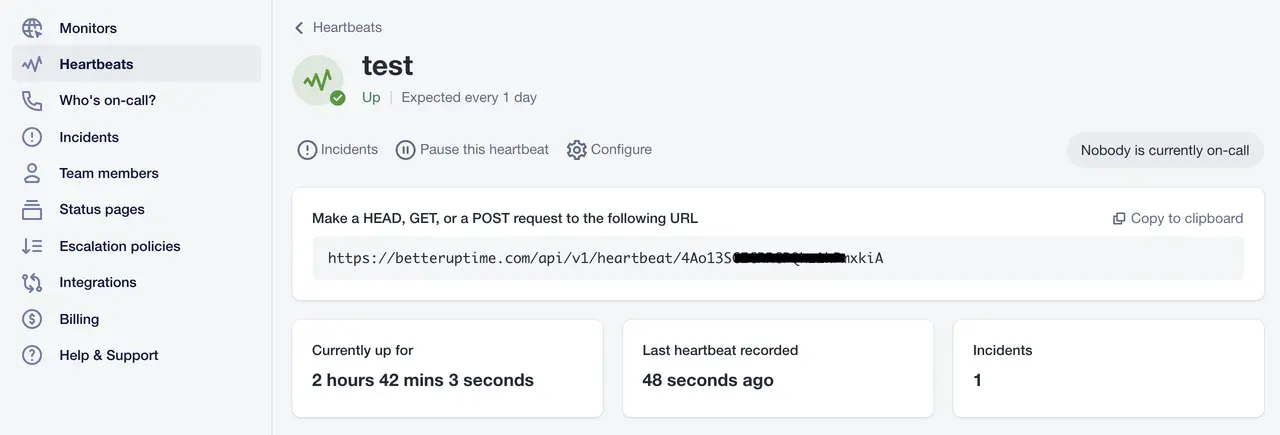 Monitors
Heartbeats
Who's on-call?
Incidents
Team members
Status pages
Escalation policies
Integrations
Billing
Help & Support
Heartbeats
test
Up | Expected every 1 day
Incidents Pause this heartbeat Configure
Nobody is currently on-call
Make a HEAD, GET, or a POST request to the following URL
Copy to clipboard
https://betteruptime.com/api/v1/heartbeat/4Ao13S mxkiA
Currently up for
2 hours 42 mins 3 seconds
Last heartbeat recorded
48 seconds ago
Incidents
1